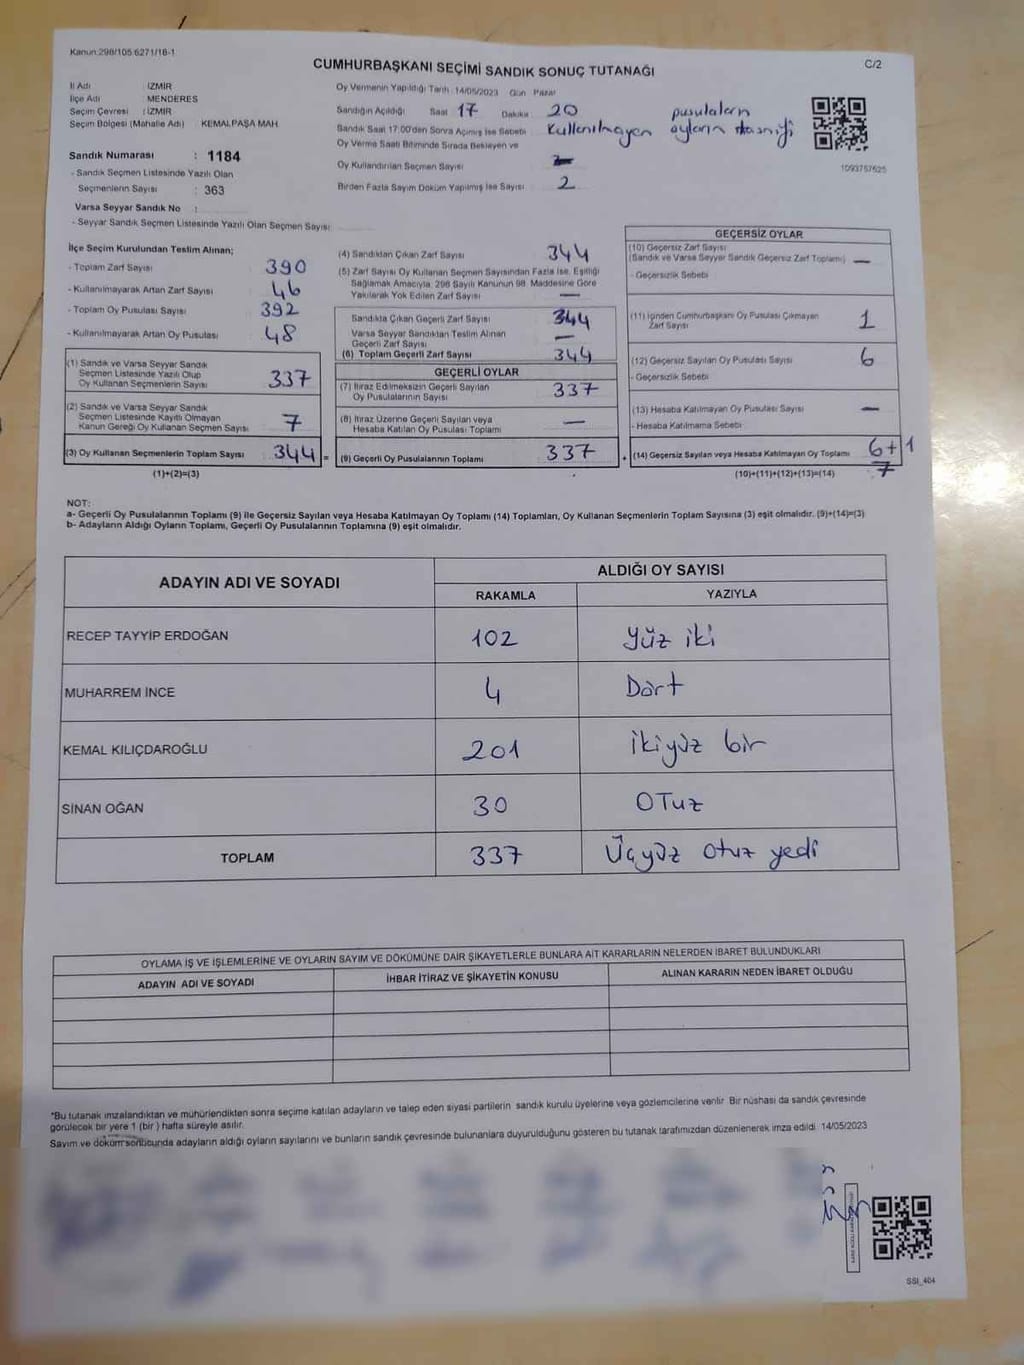 Kanun:298/105 6271/18-1
C/2
CUMHURBAŞKANI SEÇİMİ SANDIK SONUÇ TUTANAĞI
İl Adı : İZMİR
İlçe Adı : MENDERES
Seçim Çevresi : İZMİR
Seçim Bölgesi (Mahalle Adı) : KEMALPAŞA MAH.
Sandık Numarası : 1184
- Sandık Seçmen Listesinde Yazılı Olan
Seçmenlerin Sayısı : 363
Varsa Seyyar Sandık No :
- Seyyar Sandık Seçmen Listesinde Yazılı Olan Seçmen Sayısı:
Oy Vermenin Yapıldığı Tarih :14/05/2023 Gün : Pazar
Sandığın Açıldığı Saat 17 Dakika 20 pusulaların
Sandık Saat 17.00'den Sonra Açılmış İse Sebebi kullanılmayan oyların tasnifi
Oy Verme Saati Bitiminde Sırada Bekleyen ve
Oy Kullandırılan Seçmen Sayısı
Birden Fazla Sayım Döküm Yapılmış İse Sayısı 2
1093757625
İlçe Seçim Kurulundan Teslim Alınan;
- Toplam Zarf Sayısı 390
- Kullanılmayarak Artan Zarf Sayısı 46
- Toplam Oy Pusulası Sayısı 392
- Kullanılmayarak Artan Oy Pusulası 48
(1) Sandık ve Varsa Seyyar Sandık
Seçmen Listesinde Yazılı Olup
Oy Kullanan Seçmenlerin Sayısı 337
(2) Sandık ve Varsa Seyyar Sandık
Seçmen Listesinde Kayıtlı Olmayan
Kanun Gereği Oy Kullanan Seçmen Sayısı 7
(3) Oy Kullanan Seçmenlerin Toplam Sayısı 344 =
(1)+(2)=(3)
(4) Sandıktan Çıkan Zarf Sayısı 344
(5) Zarf Sayısı Oy Kullanan Seçmen Sayısından Fazla İse, Eşitliği
Sağlamak Amacıyla, 298 Sayılı Kanunun 98. Maddesine Göre
Yakılarak Yok Edilen Zarf Sayısı —
Sandıkta Çıkan Geçerli Zarf Sayısı 344
Varsa Seyyar Sandıktan Teslim Alınan
Geçerli Zarf Sayısı —
(6) Toplam Geçerli Zarf Sayısı 344
GEÇERLİ OYLAR
(7) İtiraz Edilmeksizin Geçerli Sayılan
Oy Pusulalarının Sayısı 337
(8) İtiraz Üzerine Geçerli Sayılan veya
Hesaba Katılan Oy Pusulası Toplamı —
(9) Geçerli Oy Pusulalarının Toplamı 337 +
GEÇERSİZ OYLAR
(10) Geçersiz Zarf Sayısı
(Sandık ve Varsa Seyyar Sandık Geçersiz Zarf Toplamı) —
- Geçersizlik Sebebi
(11) İçinden Cumhurbaşkanı Oy Pusulası Çıkmayan
Zarf Sayısı 1
(12) Geçersiz Sayılan Oy Pusulası Sayısı 6
- Geçersizlik Sebebi
(13) Hesaba Katılmayan Oy Pusulası Sayısı —
- Hesaba Katılmama Sebebi
(14) Geçersiz Sayılan veya Hesaba Katılmayan Oy Toplamı 6+1
7
(10)+(11)+(12)+(13)=(14)
NOT:
a- Geçerli Oy Pusulalarının Toplamı (9) ile Geçersiz Sayılan veya Hesaba Katılmayan Oy Toplamı (14) Toplamları, Oy Kullanan Seçmenlerin Toplam Sayısına (3) eşit olmalıdır. (9)+(14)=(3)
b- Adayların Aldığı Oyların Toplamı, Geçerli Oy Pusulalarının Toplamına (9) eşit olmalıdır.
ADAYIN ADI VE SOYADI ALDIĞI OY SAYISI
RAKAMLA YAZIYLA
RECEP TAYYİP ERDOĞAN 102 Yüz iki
MUHARREM İNCE 4 Dört
KEMAL KILIÇDAROĞLU 201 İkiyüz bir
SİNAN OĞAN 30 OTuz
TOPLAM 337 Üçyüz otuz yedi
OYLAMA İŞ VE İŞLEMLERİNE VE OYLARIN SAYIM VE DÖKÜMÜNE DAİR ŞİKAYETLERLE BUNLARA AİT KARARLARIN NELERDEN İBARET BULUNDUKLARI
ADAYIN ADI VE SOYADI İHBAR İTİRAZ VE ŞİKAYETİN KONUSU ALINAN KARARIN NEDEN İBARET OLDUĞU
*Bu tutanak imzalandıktan ve mühürlendikten sonra seçime katılan adayların ve talep eden siyasi partilerin sandık kurulu üyelerine veya gözlemcilerine verilir. Bir nüshası da sandık çevresinde
görülecek bir yere 1 (bir ) hafta süreyle asılır.
Sayım ve döküm sonucunda adayların aldığı oyların sayılarını ve bunların sandık çevresinde bulunanlara duyurulduğunu gösteren bu tutanak tarafımızdan düzenlenerek imza edildi. 14/05/2023
SSI_404